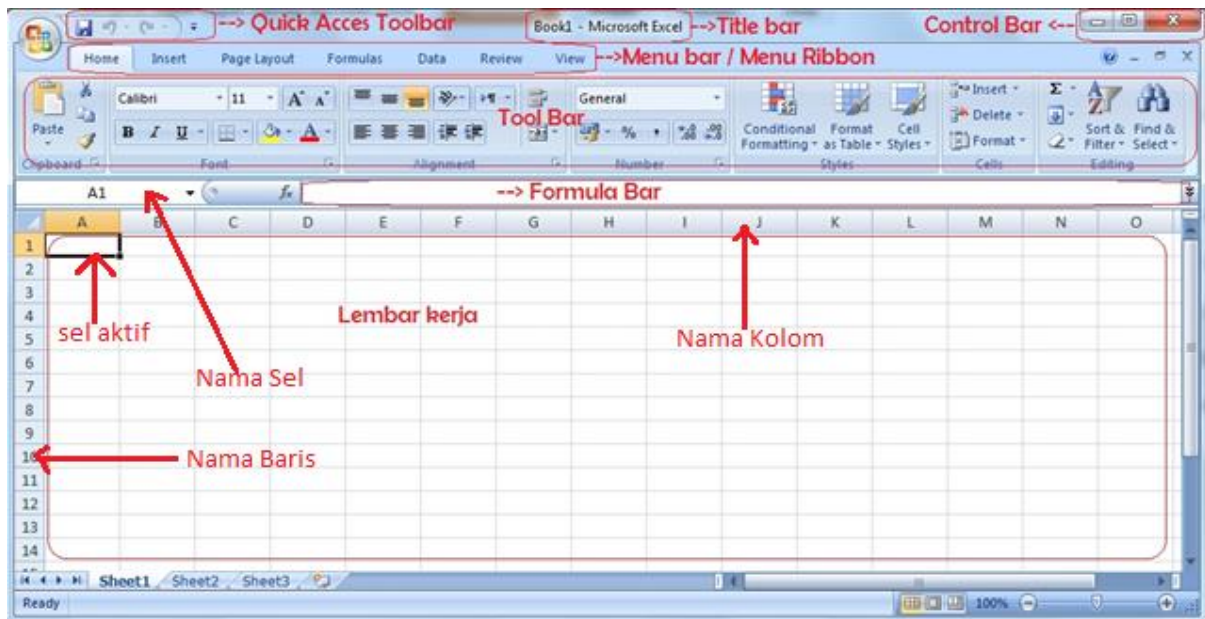 --> Quick Acces Toolbar Book1 - Microsoft Excel -->Title bar Control Bar <--
Home Insert Page Layout Formulas Data Review View -->Menu bar / Menu Ribbon
Calibri 11 A A General Insert Σ
Paste B I U A Tool Bar % , Conditional Formatting Format as Table Cell Styles Delete Format Sort & Filter Find & Select
Clipboard Font Alignment Number Styles Cells Editing
A1 fx --> Formula Bar
A B C D E F G H I J K L M N O
1
2
3
4 Lembar kerja
sel aktif Nama Kolom
5
6
Nama Sel
7
8
9
10 Nama Baris
11
12
13
14
Sheet1 Sheet2 Sheet3
Ready 100%